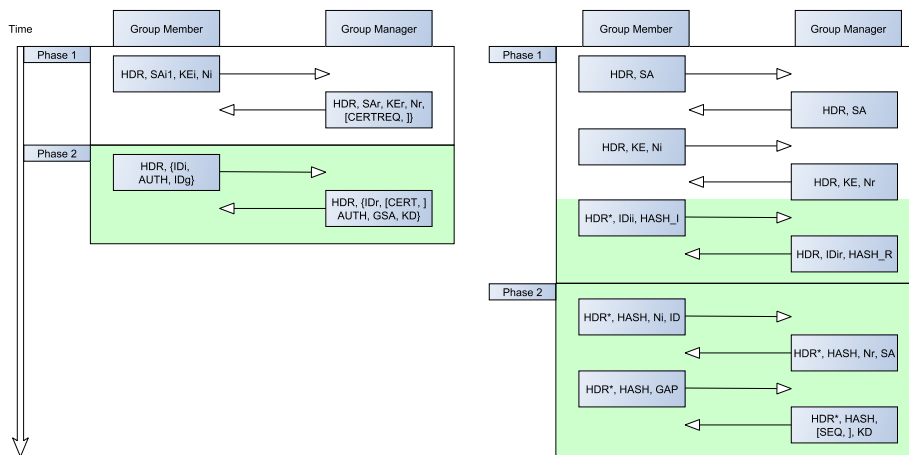 Time
Group Member
Group Manager
Phase 1
HDR, SAi1, KEi, Ni
HDR, SAr, KEr, Nr,
[CERTREQ, ]}
Phase 2
HDR, {IDi,
AUTH, IDg}
HDR, {IDr, [CERT, ]
AUTH, GSA, KD}
Group Member
Group Manager
Phase 1
HDR, SA
HDR, SA
HDR, KE, Ni
HDR, KE, Nr
HDR*, IDii, HASH_I
HDR, IDir, HASH_R
Phase 2
HDR*, HASH, Ni, ID
HDR*, HASH, Nr, SA
HDR*, HASH, GAP
HDR*, HASH,
[SEQ, ], KD